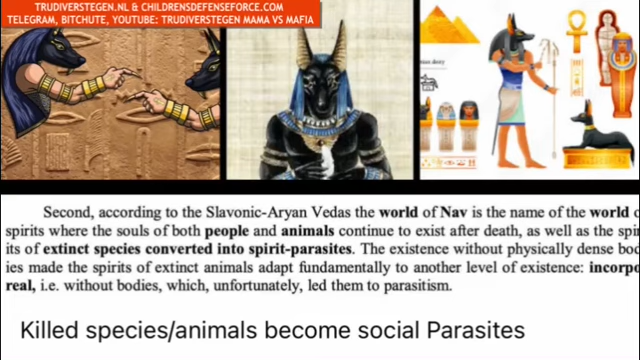 TRUDIVERSTEGEN.NL & CHILDRENSDEFENSEFORCE.COM
TELEGRAM, BITCHUTE, YOUTUBE: TRUDIVERSTEGEN MAMA VS MAFIA
Second, according to the Slavonic-Aryan Vedas the world of Nav is the name of the world
spirits where the souls of both people and animals continue to exist after death, as well as the spir
its of extinct species converted into spirit-parasites. The existence without physically dense bod
ies made the spirits of extinct animals adapt fundamentally to another level of existence: incorpo
real, i.e. without bodies, which, unfortunately, led them to parasitism.
Killed species/animals become social Parasites